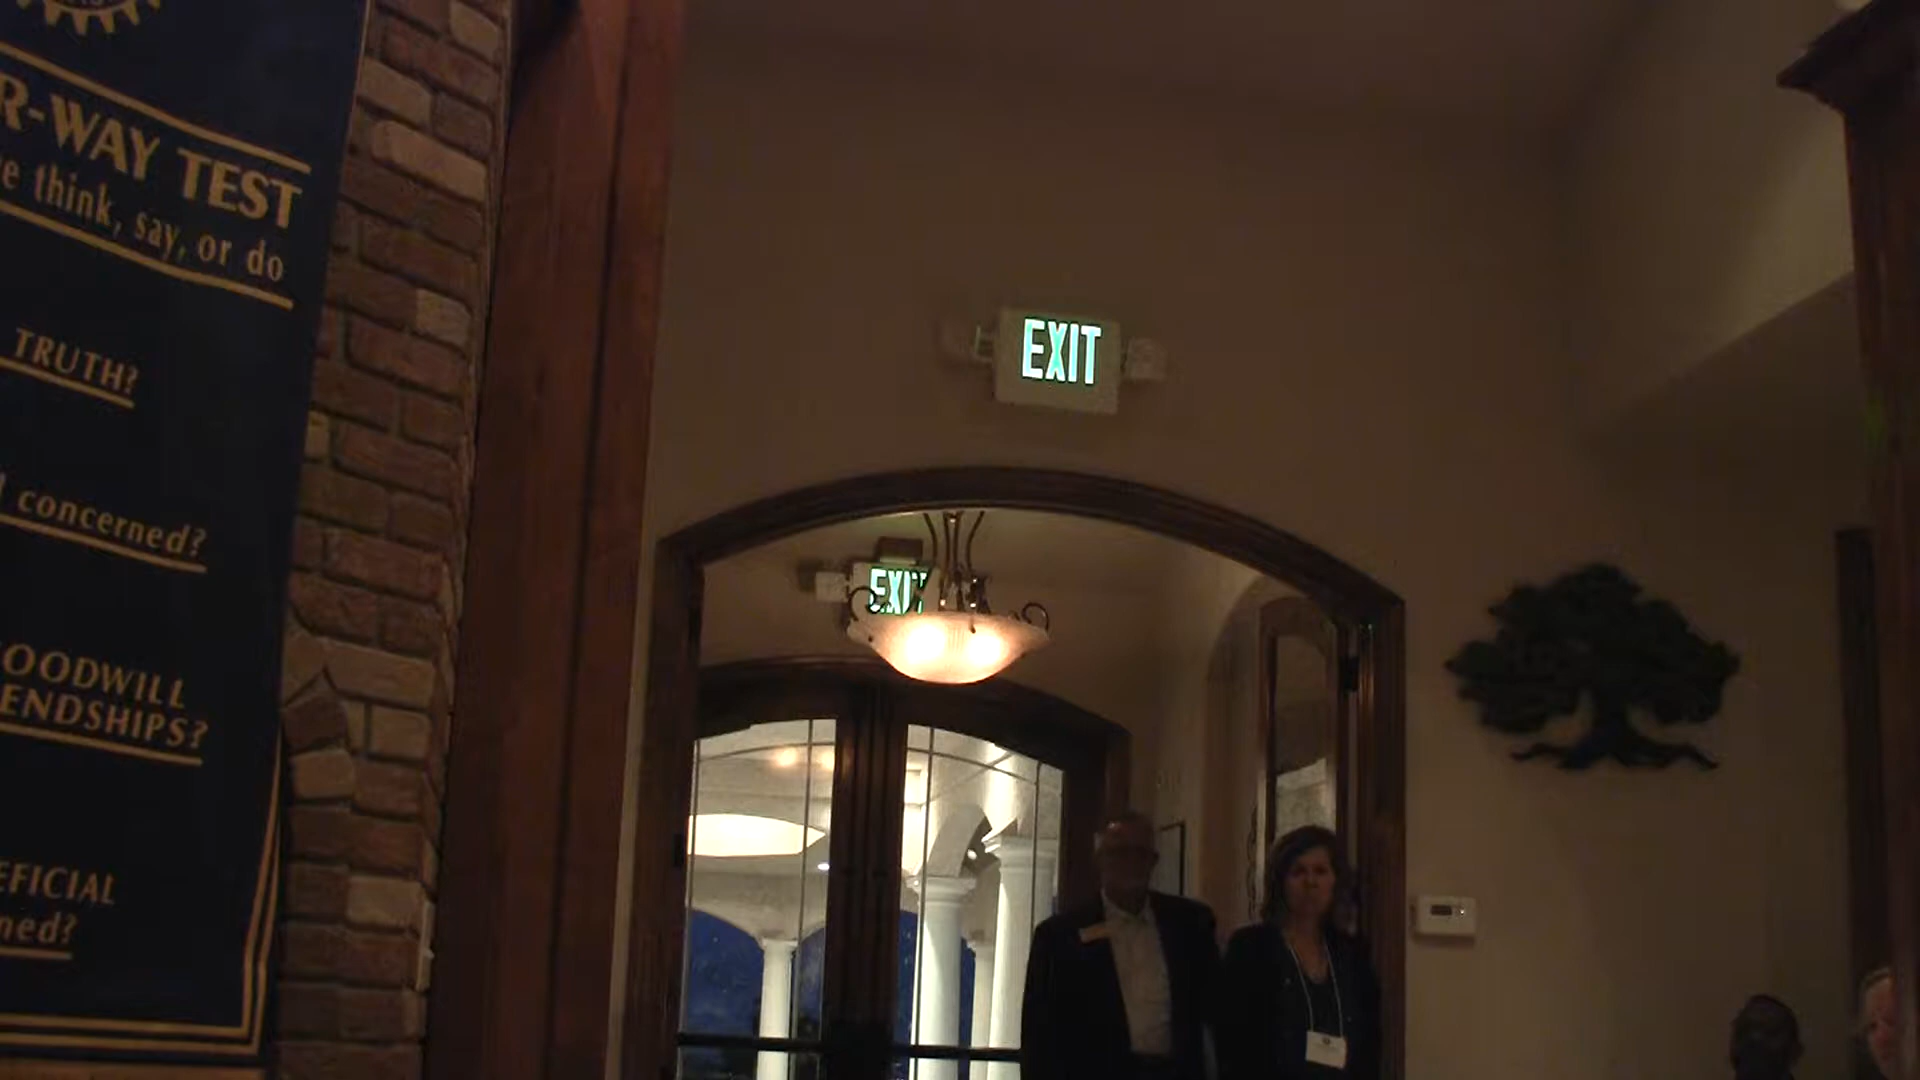 R-WAY TEST
e think, say, or do
TRUTH?
concerned?
OODWILL
ENDSHIPS?
EFICIAL
ned?
EXIT
EXIT